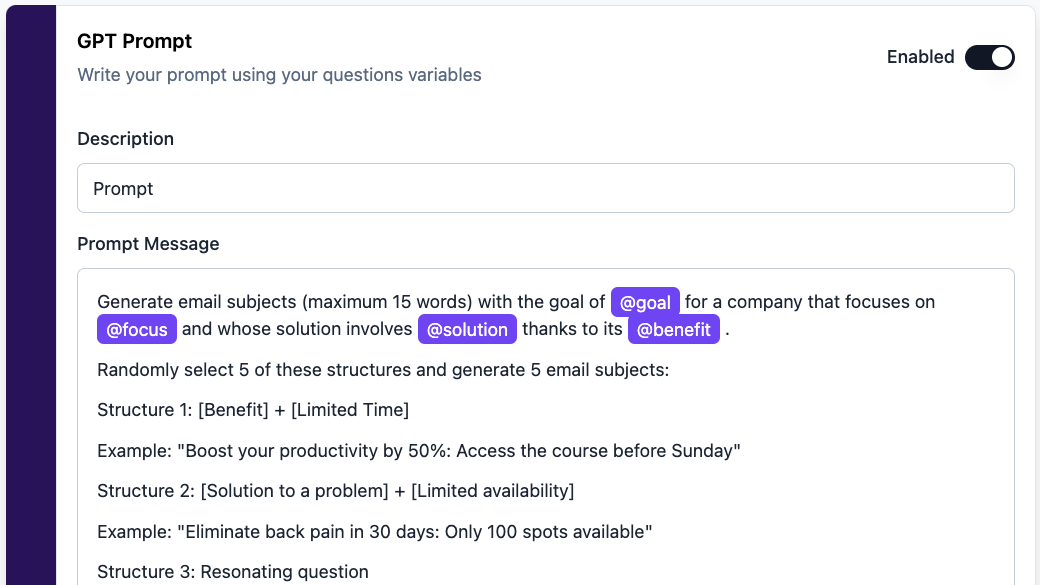 GPT Prompt
Write your prompt using your questions variables
Enabled
Description
Prompt
Prompt Message
Generate email subjects (maximum 15 words) with the goal of @goal for a company that focuses on
@focus and whose solution involves @solution thanks to its @benefit .
Randomly select 5 of these structures and generate 5 email subjects:
Structure 1: [Benefit] + [Limited Time]
Example: "Boost your productivity by 50%: Access the course before Sunday"
Structure 2: [Solution to a problem] + [Limited availability]
Example: "Eliminate back pain in 30 days: Only 100 spots available"
Structure 3: Resonating question